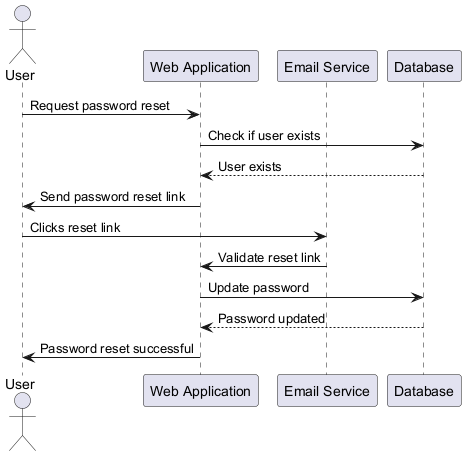 User
Web Application
Email Service
Database
Request password reset
Check if user exists
User exists
Send password reset link
Clicks reset link
Validate reset link
Update password
Password updated
Password reset successful
User
Web Application
Email Service
Database